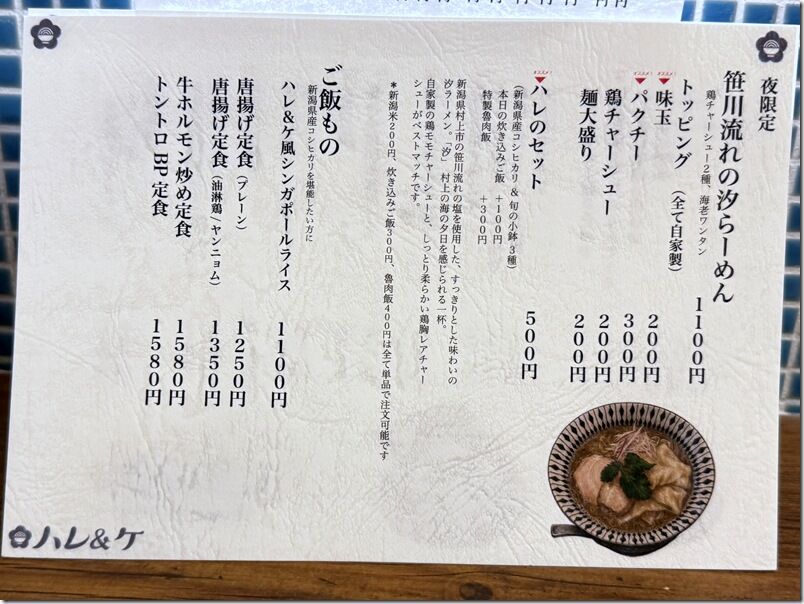 夜限定
笹川流れの汐らーめん 1100円
鶏チャーシュー2種、海老ワンタン
トッピング（全て自家製）
オススメ！
味玉 200円
オススメ！
パクチー 300円
鶏チャーシュー 200円
麺大盛り 200円
オススメ！
ハレのセット 500円
（新潟県産コシヒカリ & 旬の小鉢 3種）
本日の炊き込みご飯 +100円
特製魯肉飯 +300円
新潟県村上市の笹川流れの塩を使用した、すっきりとした味わいの
汐ラーメン。「汐」村上の海の夕日を感じられる一杯。
自家製の鶏モモチャーシューと、しっとり柔らかい鶏胸レアチャー
シューがベストマッチです。
*新潟米200円、炊き込みご飯300円、魯肉飯400円は全て単品で注文可能です
ご飯もの
新潟県産コシヒカリを堪能したい方に
ハレ&ケ風シンガポールライス 1100円
唐揚げ定食（プレーン） 1250円
唐揚げ定食（油淋鶏/ヤンニョム） 1350円
牛ホルモン炒め定食 1580円
トントロBP定食 1580円
ハレ&ケ